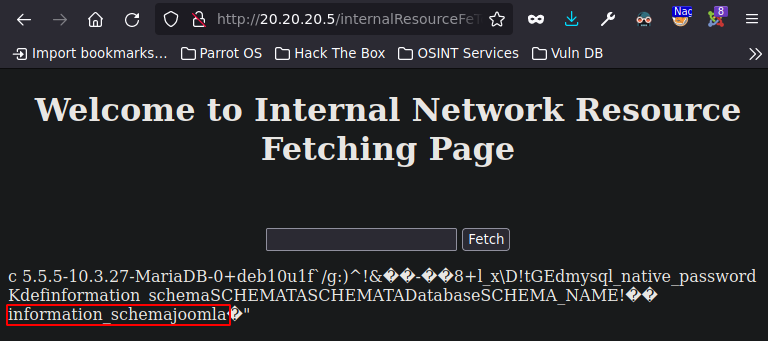 http://20.20.20.5/internalResourceFeT
Nag
8
Import bookmarks...
Parrot OS
Hack The Box
OSINT Services
Vuln DB
Welcome to Internal Network Resource
Fetching Page
Fetch
c 5.5.5-10.3.27-MariaDB-0+deb10u1f`/g:)^!&��-��8+l_x\D!tGEdmysql_native_password
Kdefinformation_schemaSCHEMATASCHEMATADatabaseSCHEMA_NAME!��
information_schemajoomla�"